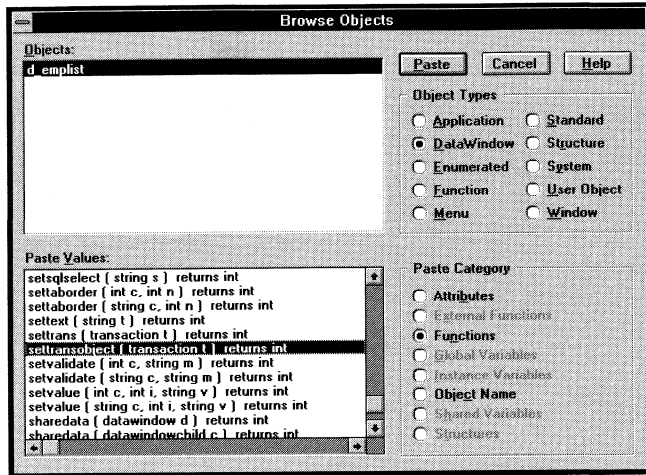 Browse Objects
Objects:
d_emplist
Paste Cancel Help
Object Types
Application Standard
DataWindow Structure
Enumerated System
Function User Object
Menu Window
Paste Values:
setsqlselect ( string s ) returns int
settaborder ( int c, int n ) returns int
settaborder ( string c, int n ) returns int
settext ( string t ) returns int
settrans ( transaction t ) returns int
settransobject ( transaction t ) returns int
setvalidate ( int c, string m ) returns int
setvalidate ( string c, string m ) returns int
setvalue ( int c, int i, string v ) returns int
setvalue ( string c, int i, string v ) returns int
sharedata ( datawindow d ) returns int
sharedata ( datawindowchild c ) returns int
Paste Category
Attributes
External Functions
Functions
Global Variables
Instance Variables
Object Name
Shared Variables
Structures